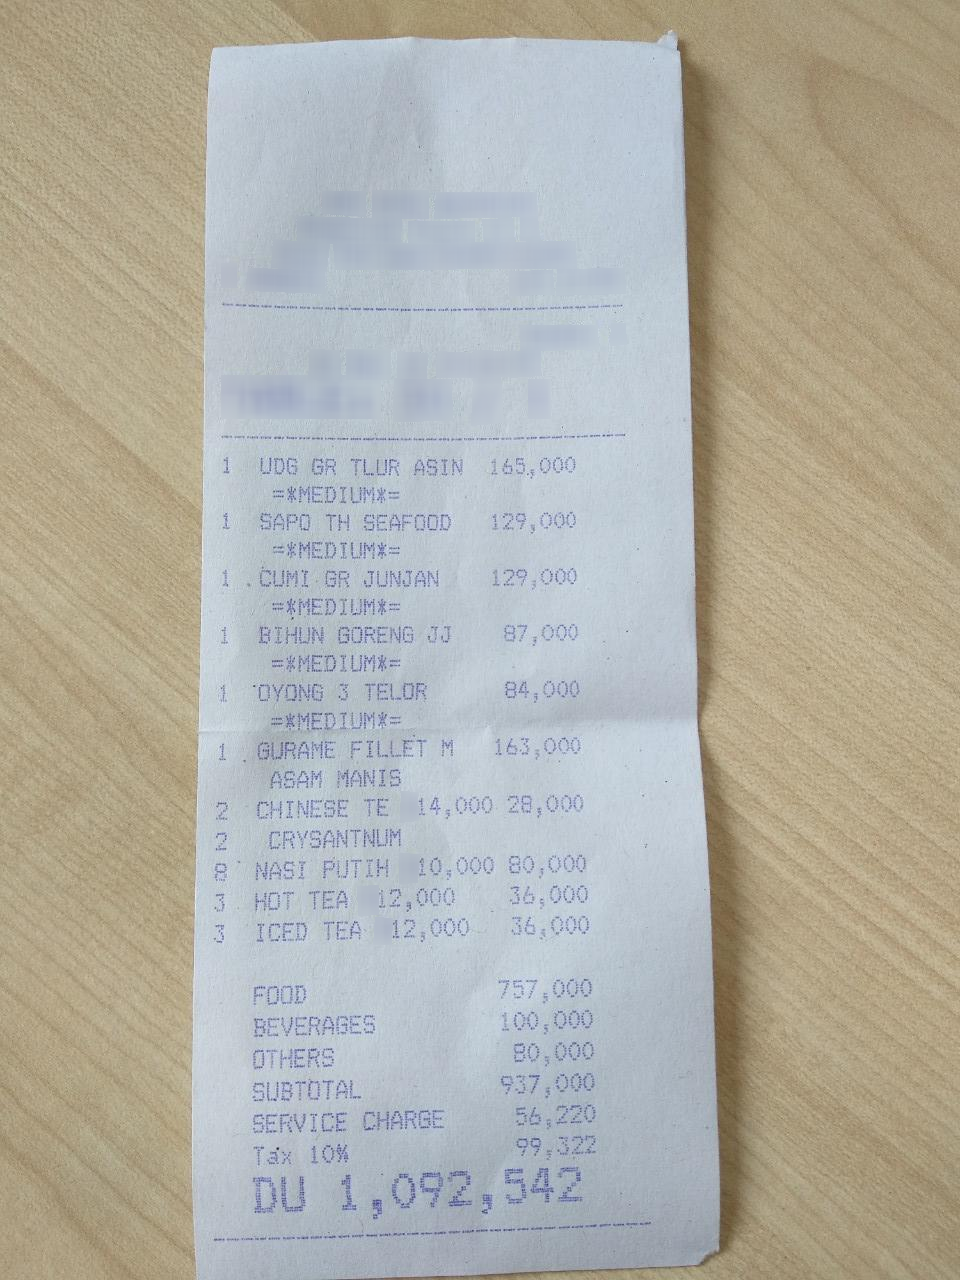 1 UDG GR TLUR ASIN 165,000
=*MEDIUM*=
1 SAPO TH SEAFOOD 129,000
=*MEDIUM*=
1 CUMI GR JUNJAN 129,000
=*MEDIUM*=
1 BIHUN GORENG JJ 87,000
=*MEDIUM*=
1 OYONG 3 TELOR 84,000
=*MEDIUM*=
1 GURAME FILLET M 163,000
ASAM MANIS
2 CHINESE TE 14,000 28,000
2 CRYSANTNUM
8 NASI PUTIH 10,000 80,000
3 HOT TEA 12,000 36,000
3 ICED TEA 12,000 36,000
FOOD 757,000
BEVERAGES 100,000
OTHERS 80,000
SUBTOTAL 937,000
SERVICE CHARGE 56,220
Tax 10% 99,322
DU 1,092,542